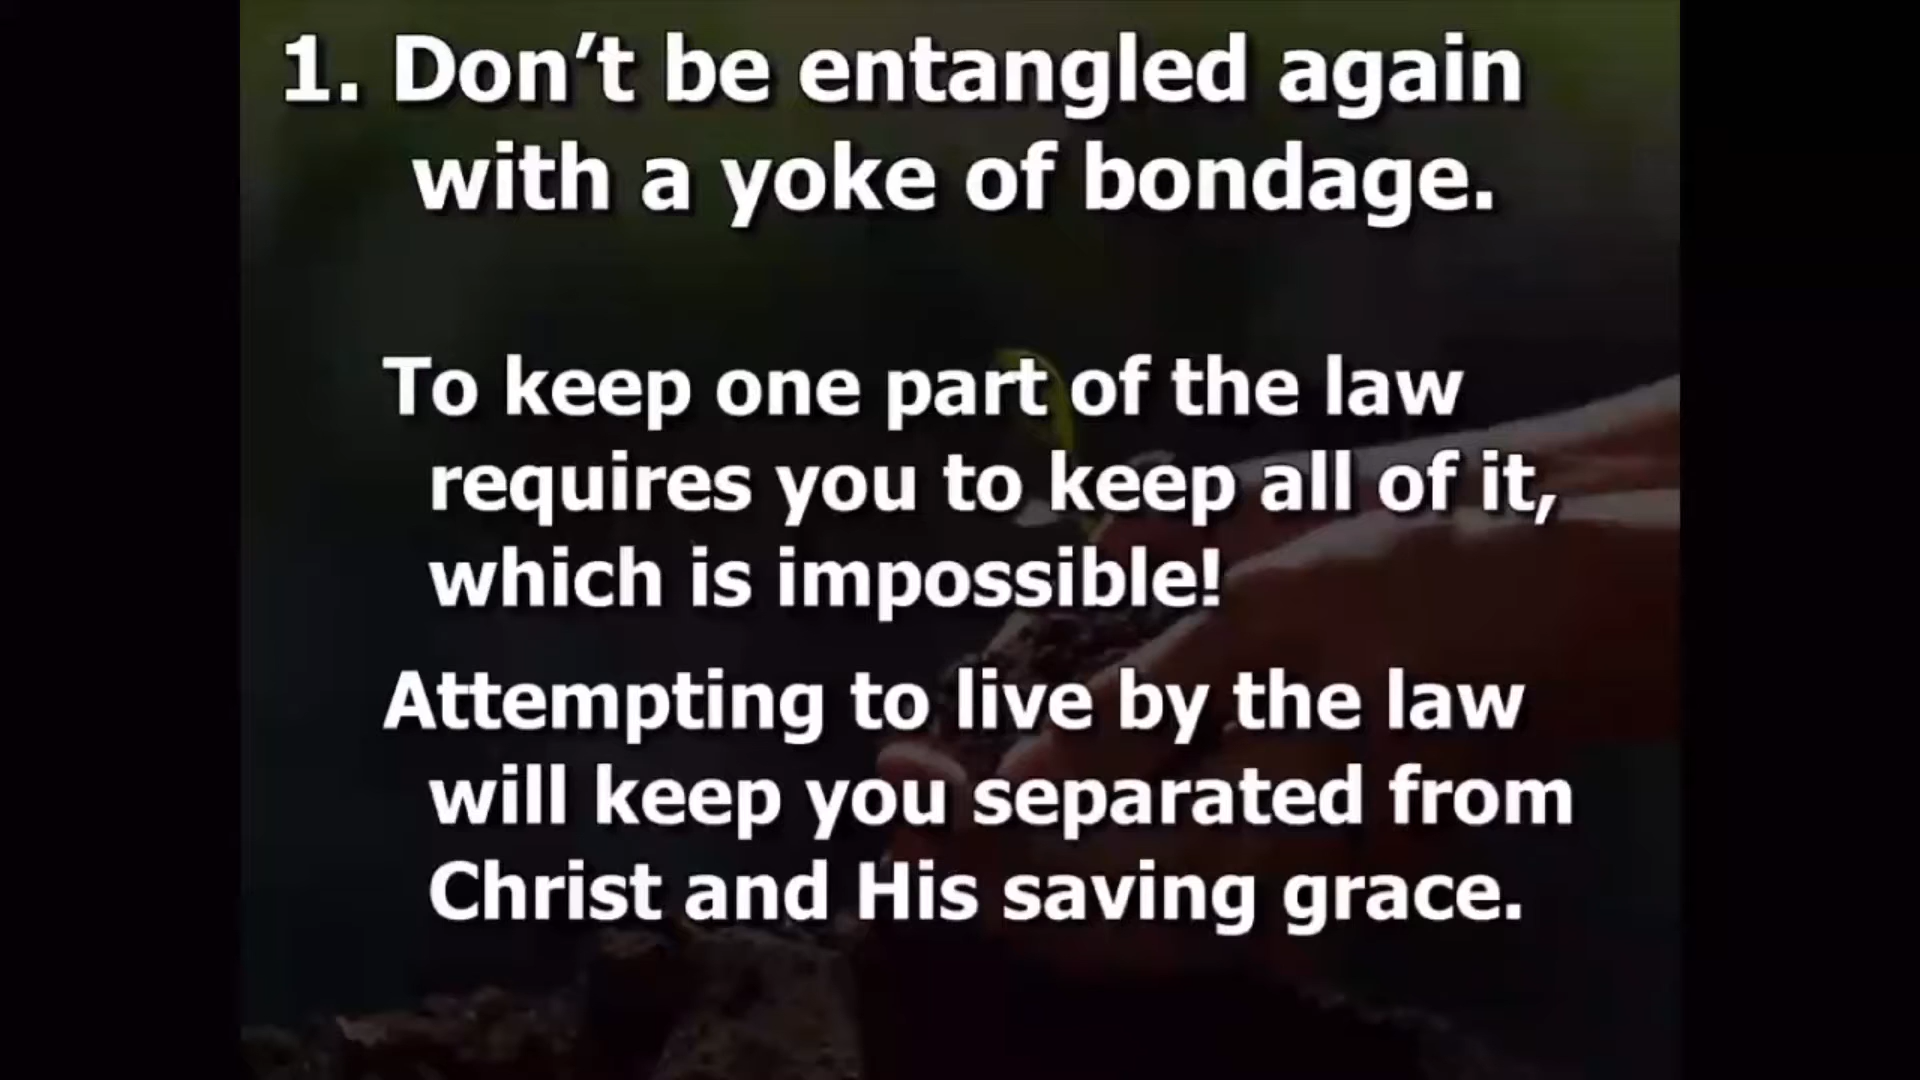 1. Don’t be entangled again
with a yoke of bondage.
To keep one part of the law
requires you to keep all of it,
which is impossible!
Attempting to live by the law
will keep you separated from
Christ and His saving grace.